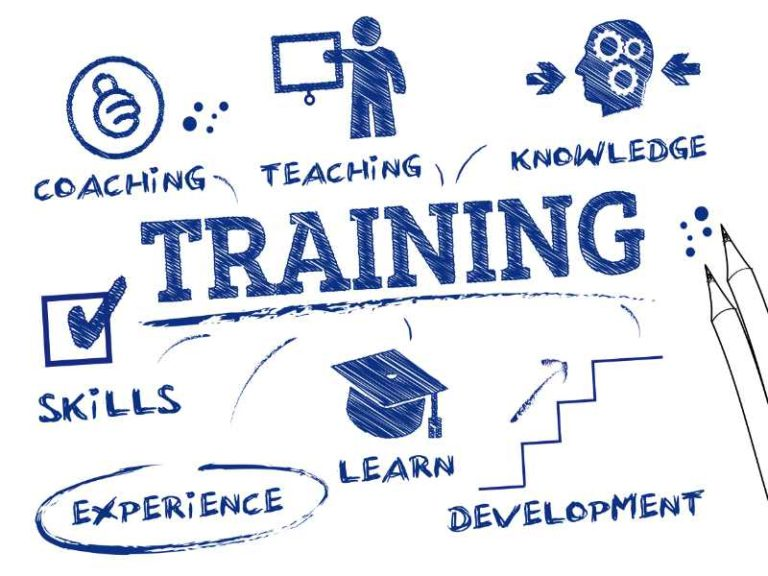 COACHiNG
TEACHiNG
KNOWLEDGE
TRAINING
SKiLLS
LEARN
EXPERiENCE
DEVELOPMENT